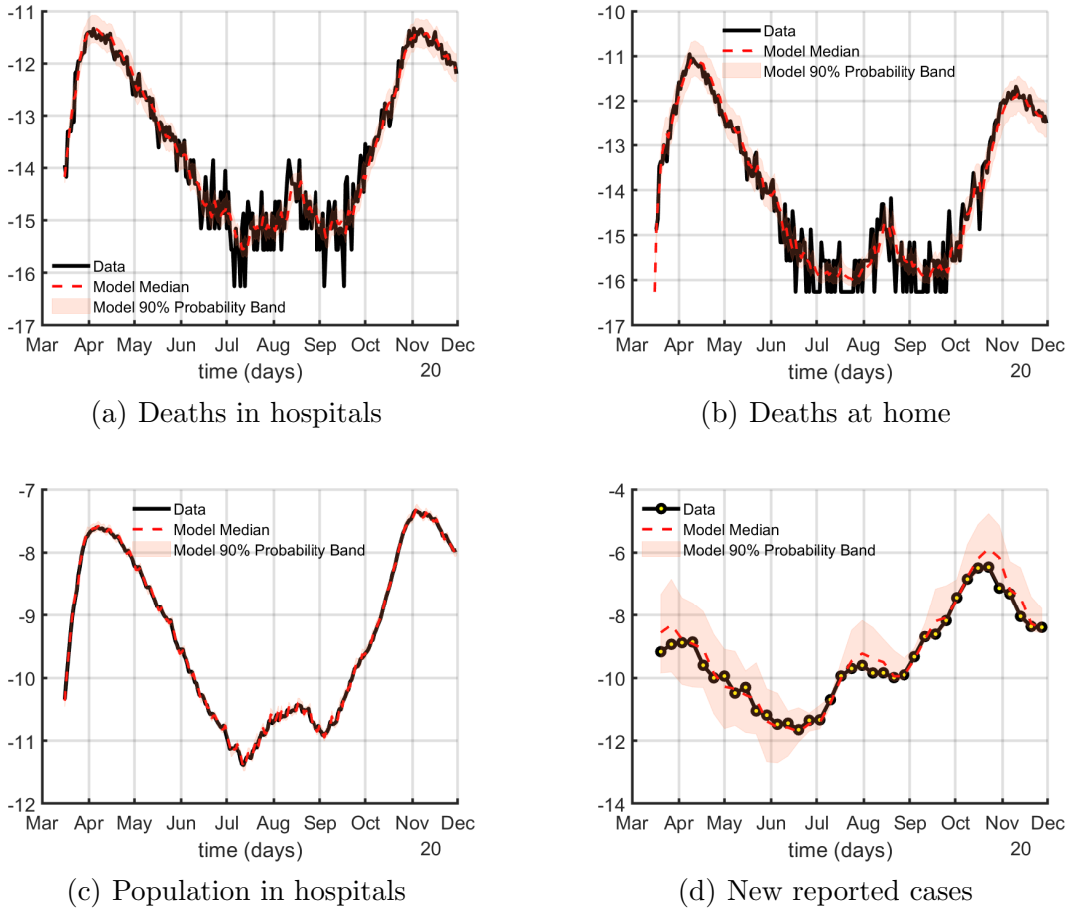 -11
-12
-13
-14
-15
-16
-17
Data
Model Median
Model 90% Probability Band
Mar Apr May Jun Jul Aug Sep Oct Nov Dec
time (days) 20
(a) Deaths in hospitals
-10
-11
-12
-13
-14
-15
-16
-17
Data
Model Median
Model 90% Probability Band
Mar Apr May Jun Jul Aug Sep Oct Nov Dec
time (days) 20
(b) Deaths at home
-7
-8
-9
-10
-11
-12
Data
Model Median
Model 90% Probability Band
Mar Apr May Jun Jul Aug Sep Oct Nov Dec
time (days) 20
(c) Population in hospitals
-4
-6
-8
-10
-12
-14
Data
Model Median
Model 90% Probability Band
Mar Apr May Jun Jul Aug Sep Oct Nov Dec
time (days) 20
(d) New reported cases